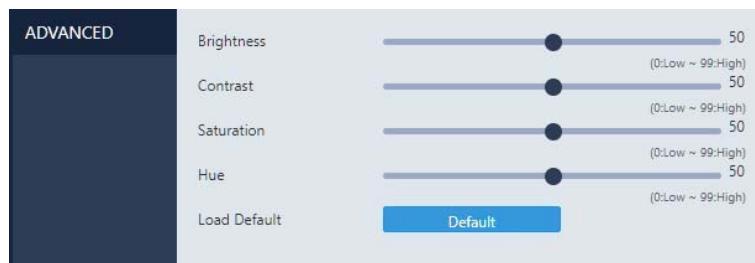 ADVANCED
Brightness 50
(0:Low ~ 99:High)
Contrast 50
(0:Low ~ 99:High)
Saturation 50
(0:Low ~ 99:High)
Hue 50
(0:Low ~ 99:High)
Load Default Default